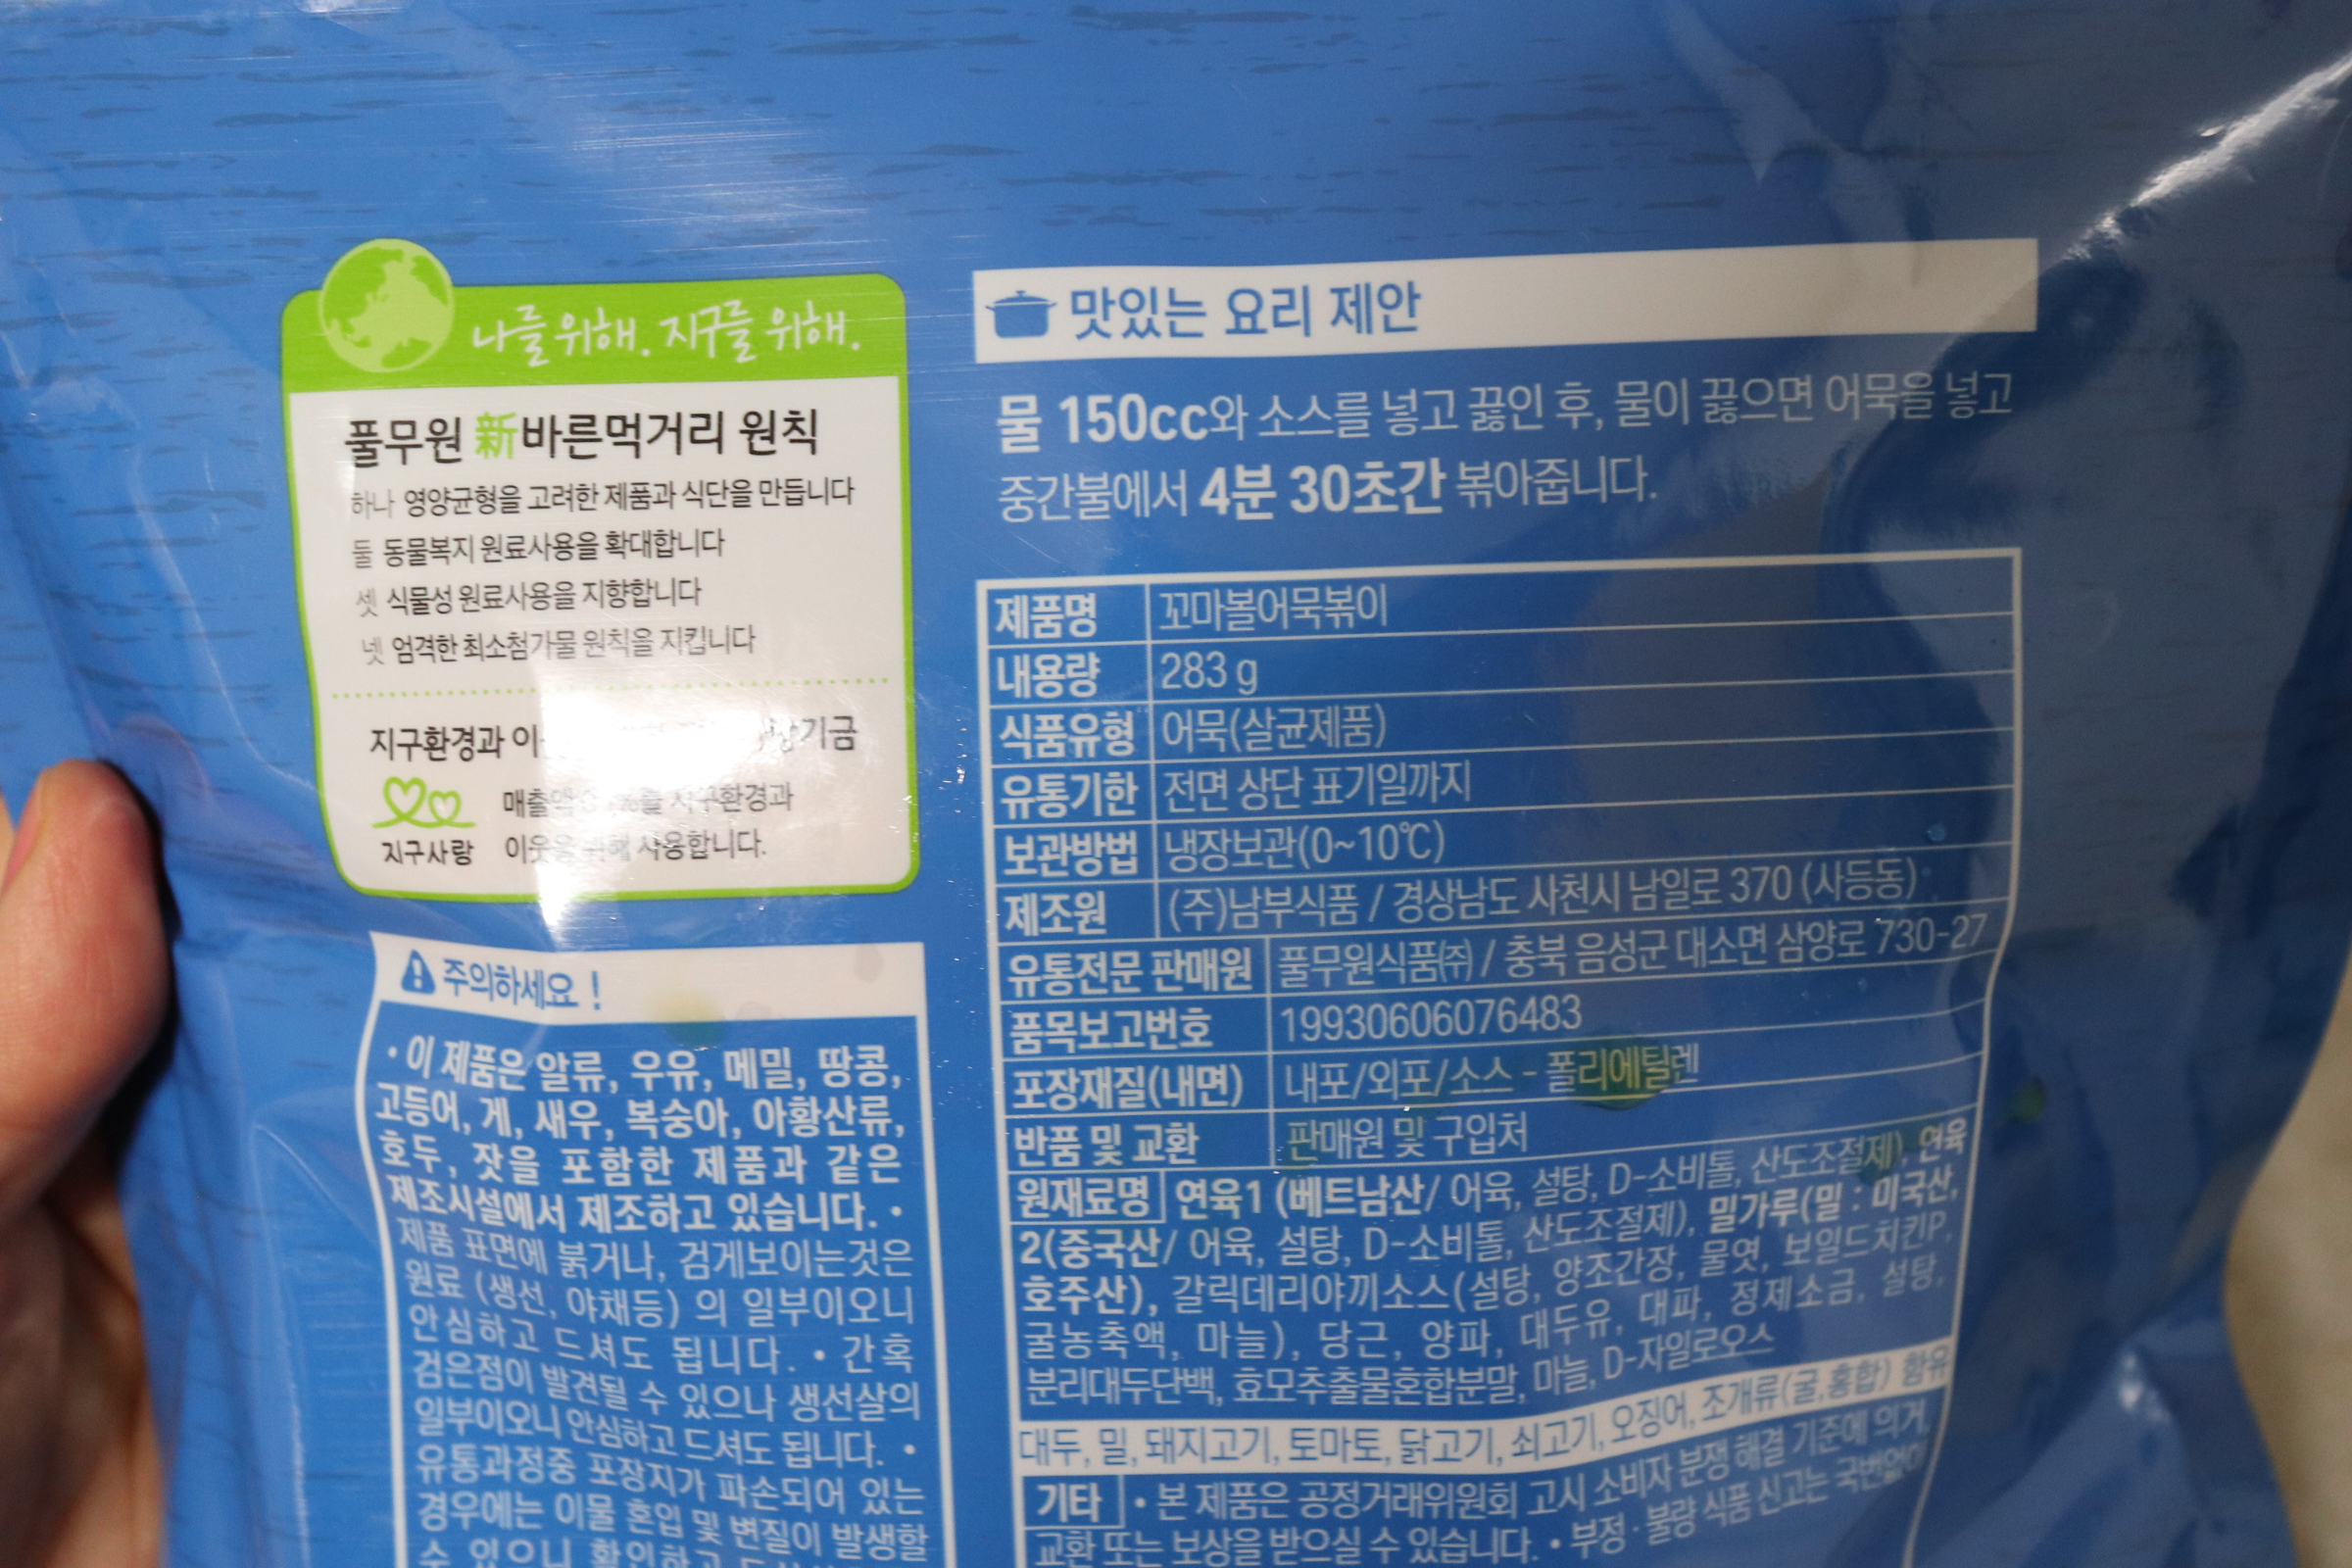 나를 위해. 지구를 위해.
풀무원 新바른먹거리 원칙
하나 영양균형을 고려한 제품과 식단을 만듭니다
둘 동물복지 원료사용을 확대합니다
셋 식물성 원료사용을 지향합니다
넷 엄격한 최소첨가물 원칙을 지킵니다
지구환경과
매출액 지구환경과
이웃을 위해 사용합니다.
지구사랑
주의하세요!
• 이 제품은 알류, 우유, 메밀, 땅콩,
고등어, 게, 새우, 복숭아, 아황산류,
호두, 잣을 포함한 제품과 같은
제조시설에서 제조하고 있습니다. •
제품 표면에 붉거나, 검게보이는것은
원료 (생선, 야채등) 의 일부이오니
안심하고 드셔도 됩니다. • 간혹
검은점이 발견될 수 있으나 생선살의
일부이오니 안심하고 드셔도 됩니다. •
유통과정중 포장지가 파손되어 있는
경우에는 이물 혼입 및 변질이 발생할
수 있으니 확인하고
맛있는 요리 제안
물 150cc와 소스를 넣고 끓인 후, 물이 끓으면 어묵을 넣고
중간불에서 4분 30초간 볶아줍니다.
제품명 꼬마볼어묵볶이
내용량 283 g
식품유형 어묵(살균제품)
유통기한 전면 상단 표기일까지
보관방법 냉장보관(0~10℃)
제조원 (주)남부식품 / 경상남도 사천시 남일로 370 (사등동)
유통전문 판매원 풀무원식품㈜ / 충북 음성군 대소면 삼양로 730-27
품목보고번호 19930606076483
포장재질(내면) 내포/외포/소스 - 폴리에틸렌
반품 및 교환 판매원 및 구입처
원재료명 연육1 (베트남산/ 어육, 설탕, D-소비톨, 산도조절제), 연육
2(중국산/ 어육, 설탕, D-소비톨, 산도조절제), 밀가루(밀 : 미국산,
호주산), 갈릭데리야끼소스(설탕, 양조간장, 물엿, 보일드치킨P,
굴농축액, 마늘), 당근, 양파, 대두유, 대파, 정제소금, 설탕,
분리대두단백, 효모추출물혼합분말, 마늘, D-자일로오스
대두, 밀, 돼지고기, 토마토, 닭고기, 쇠고기, 오징어, 조개류(굴,홍합) 함유
기타 • 본 제품은 공정거래위원회 고시 소비자 분쟁 해결 기준에 의거,
교환 또는 보상을 받으실 수 있습니다. • 부정 · 불량 식품 신고는 국번없이